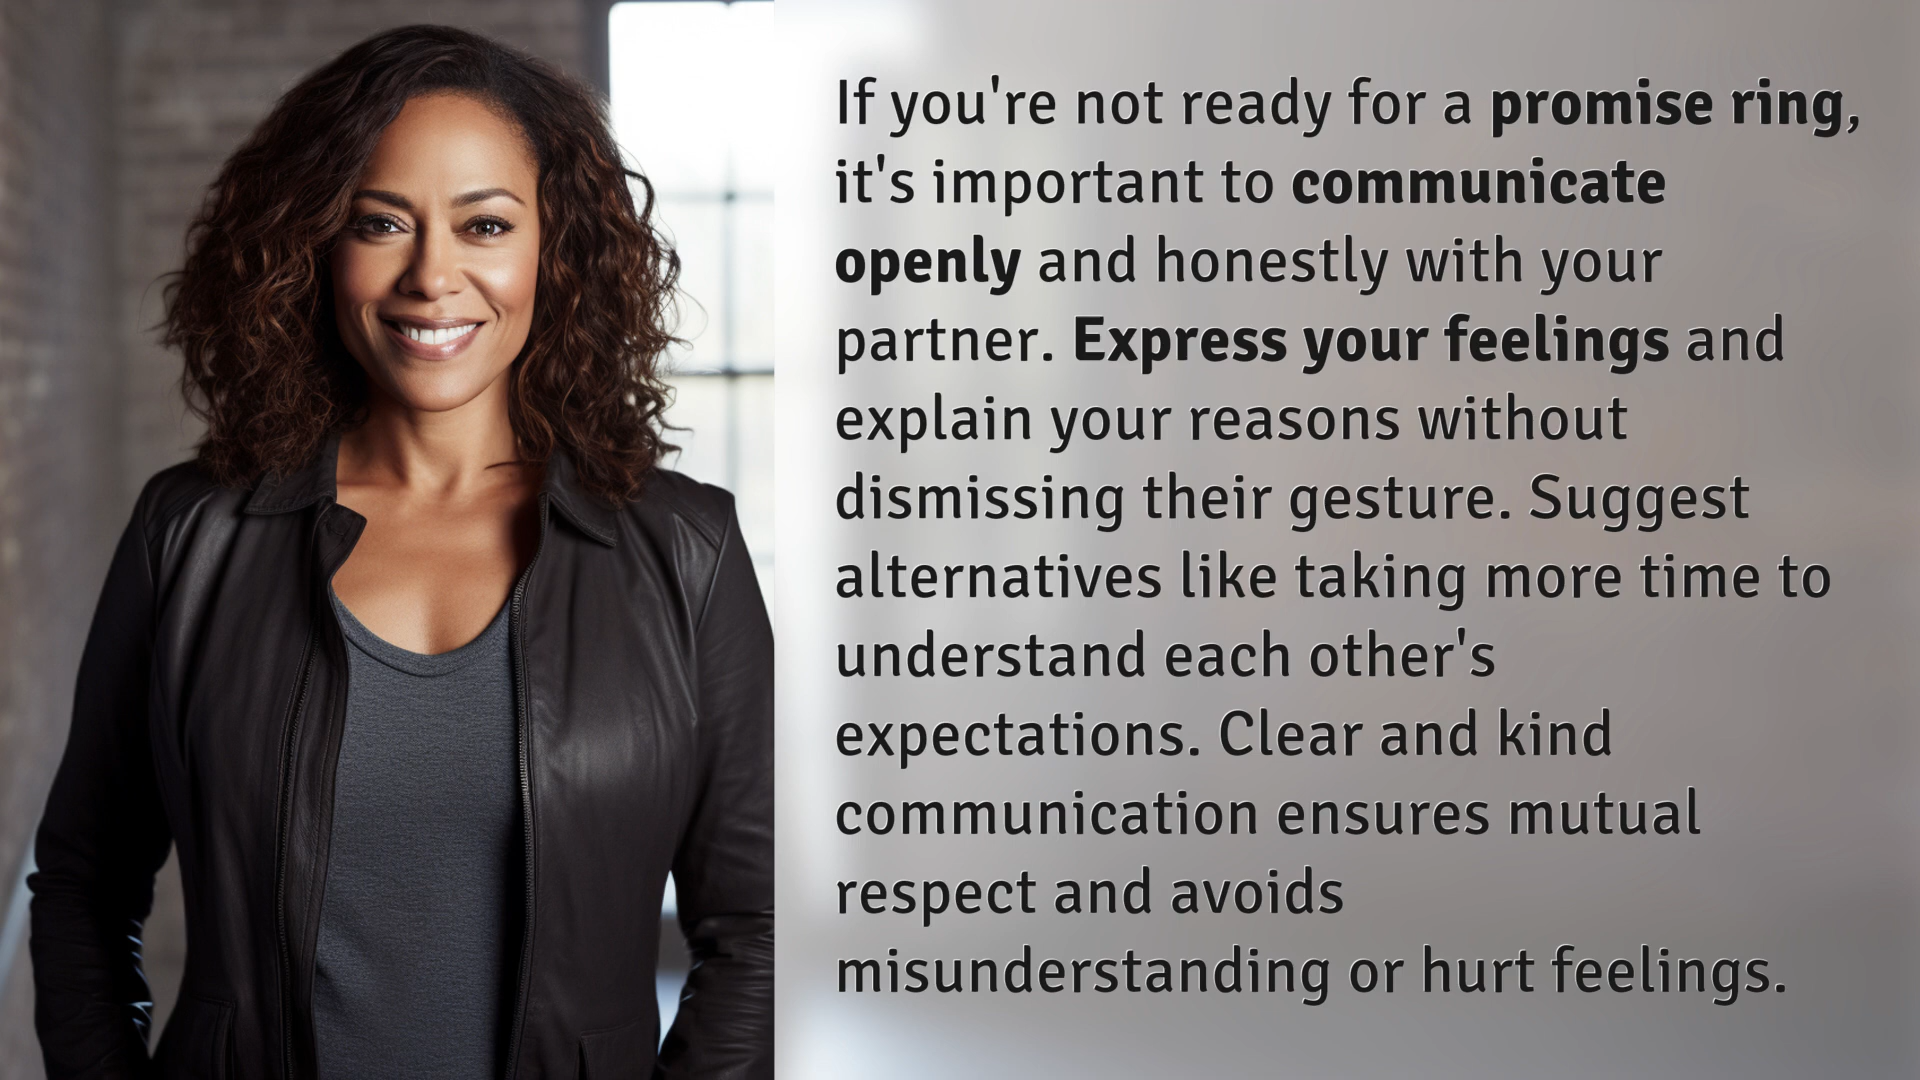 If you're not ready for a promise ring,
it's important to communicate
openly and honestly with your
partner. Express your feelings and
explain your reasons without
dismissing their gesture. Suggest
alternatives like taking more time to
understand each other's
expectations. Clear and kind
communication ensures mutual
respect and avoids
misunderstanding or hurt feelings.